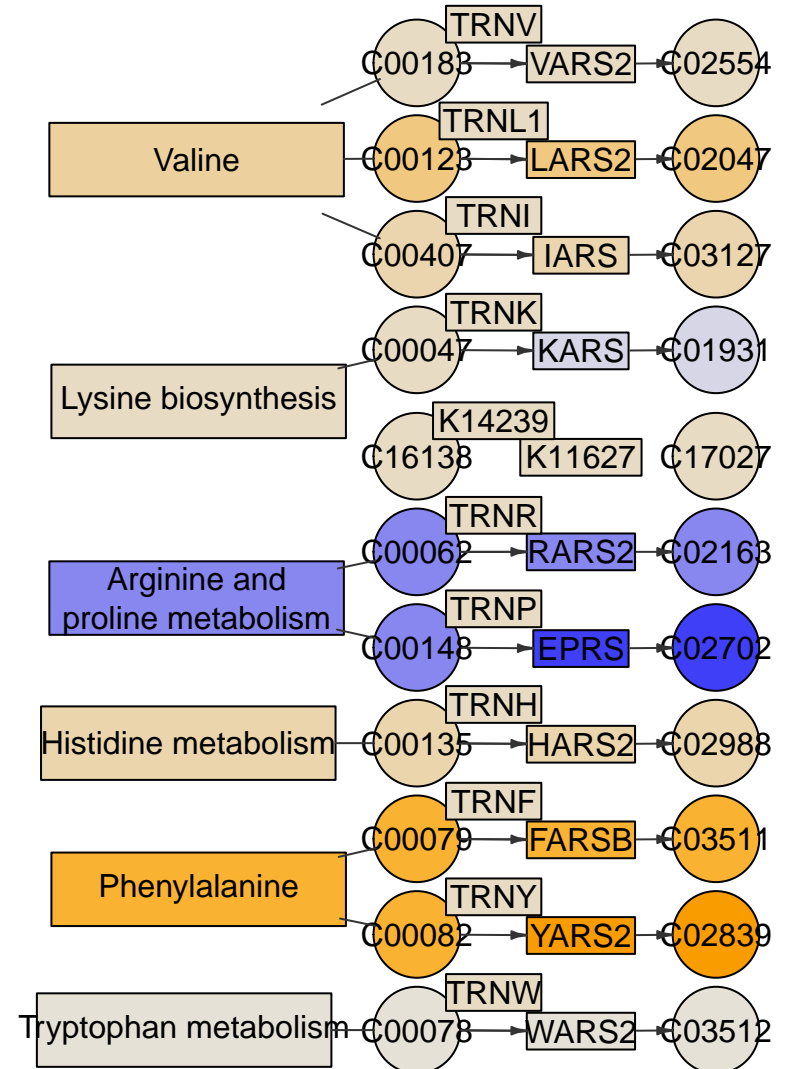 TRNV
C00183 VARS2 C02554
TRNL1
Valine C00123 LARS2 C02047
TRNI
C00407 IARS C03127
TRNK
C00047 KARS C01931
Lysine biosynthesis
K14239
C16138 K11627 C17027
TRNR
C00062 RARS2 C02163
Arginine and
proline metabolism
TRNP
C00148 EPRS C02702
TRNH
Histidine metabolism C00135 HARS2 C02988
TRNF
C00079 FARSB C03511
Phenylalanine
TRNY
C00082 YARS2 C02839
TRNW
Tryptophan metabolism C00078 WARS2 C03512